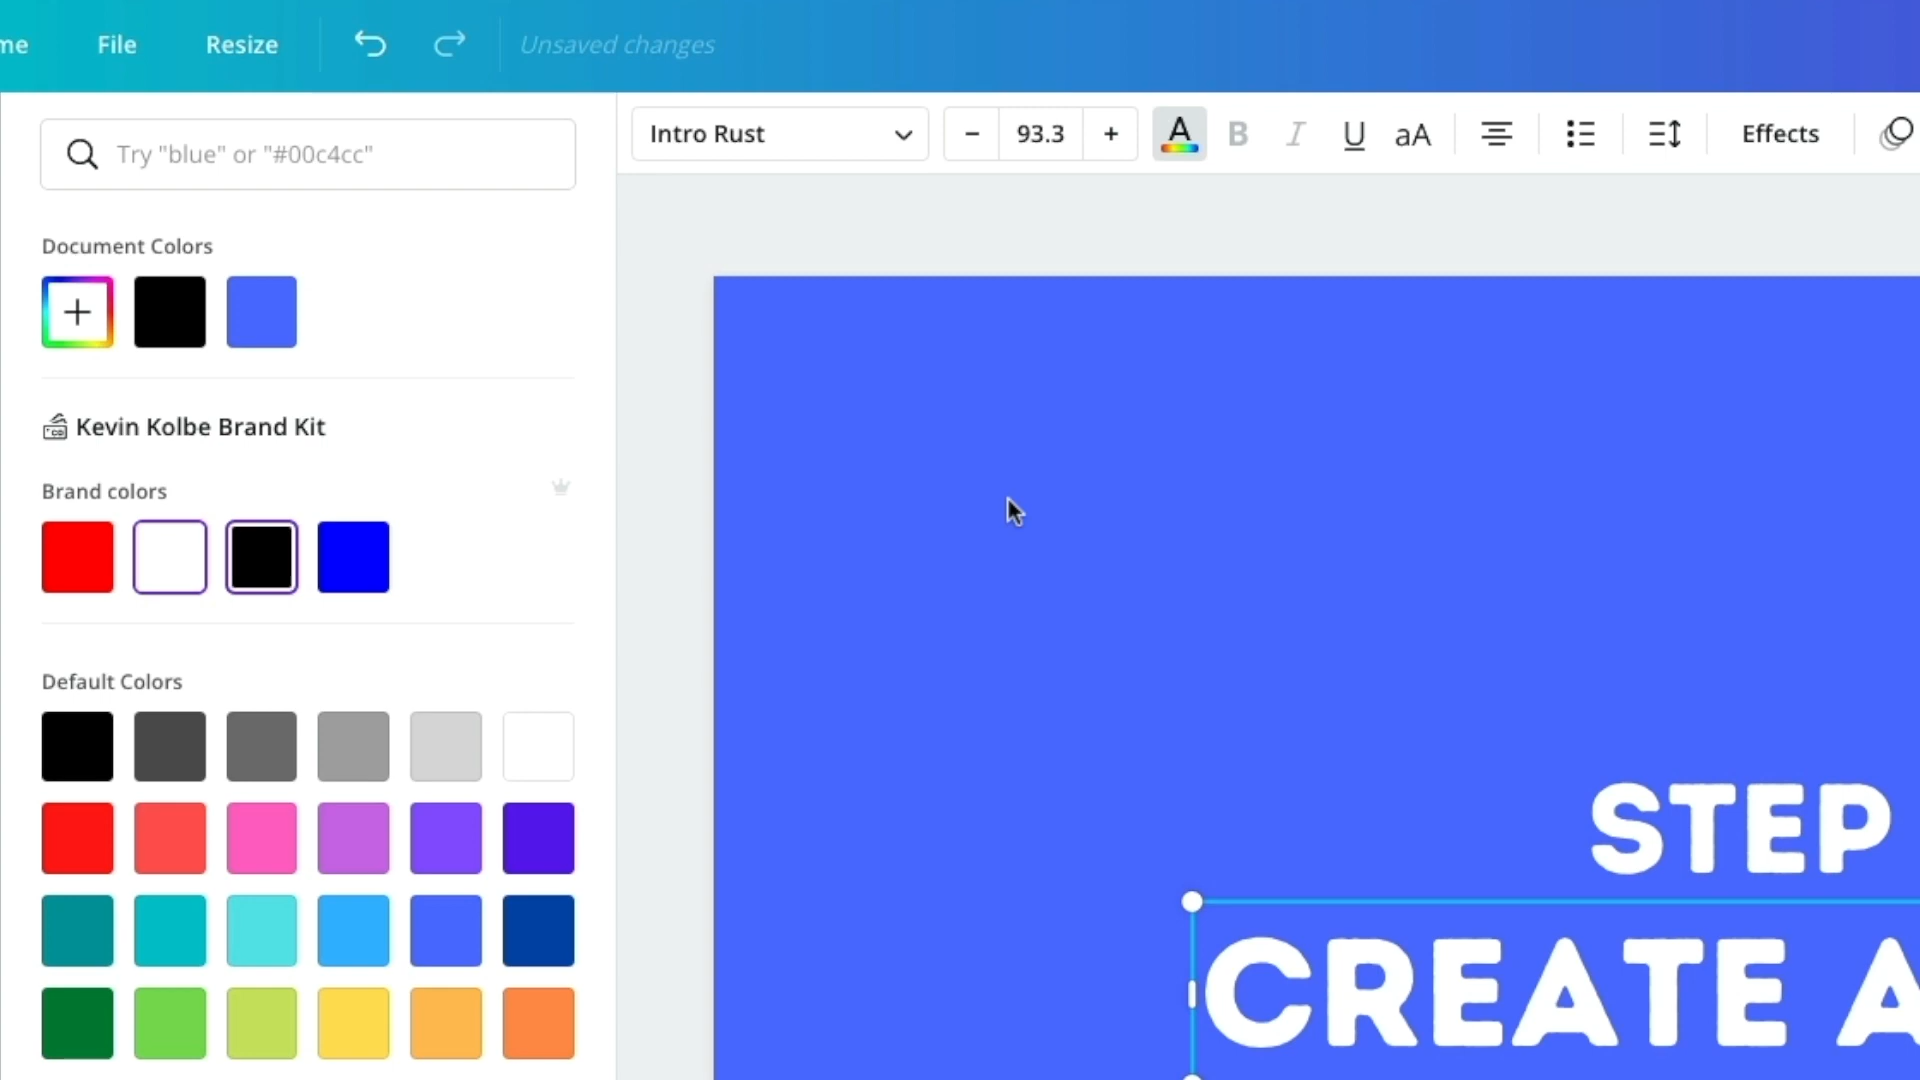 me File Resize Unsaved changes
Try "blue" or "#00c4cc"
Intro Rust - 93.3 + A B I U aA Effects
Document Colors
+
Kevin Kolbe Brand Kit
Brand colors
Default Colors
STEP
CREATE A